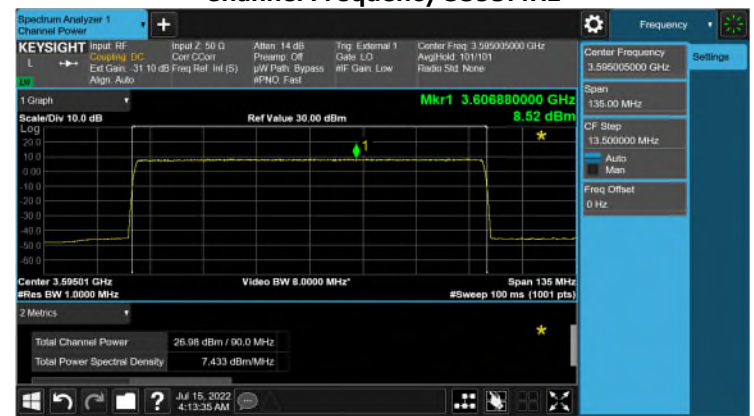 Spectrum Analyzer 1
Channel Power
+
Frequency
KEYSIGHT
L
Input: RF
Coupling: DC
Ext Gain: -31.10 dB
Align: Auto
Input Z: 50 Ω
Corr CCorr
Freq Ref: Int (S)
Atten: 14 dB
Preamp: Off
µW Path: Bypass
#PNO: Fast
Trig: External 1
Gate: LO
#IF Gain: Low
Center Freq: 3.595005000 GHz
Avg|Hold: 101/101
Radio Std: None
Center Frequency
3.595005000 GHz
Settings
Span
135.00 MHz
CF Step
13.500000 MHz
Auto
Man
Freq Offset
0 Hz
1 Graph
Mkr1 3.606880000 GHz
Scale/Div 10.0 dB
Ref Value 30.00 dBm
8.52 dBm
Log
20.0
10.0
0.00
-10.0
-20.0
-30.0
-40.0
-50.0
-60.0
1
Center 3.59501 GHz
Video BW 8.0000 MHz*
Span 135 MHz
#Res BW 1.0000 MHz
#Sweep 100 ms (1001 pts)
2 Metrics
Total Channel Power 26.98 dBm / 90.0 MHz
Total Power Spectral Density 7.433 dBm/MHz
?
Jul 15, 2022
4:13:35 AM